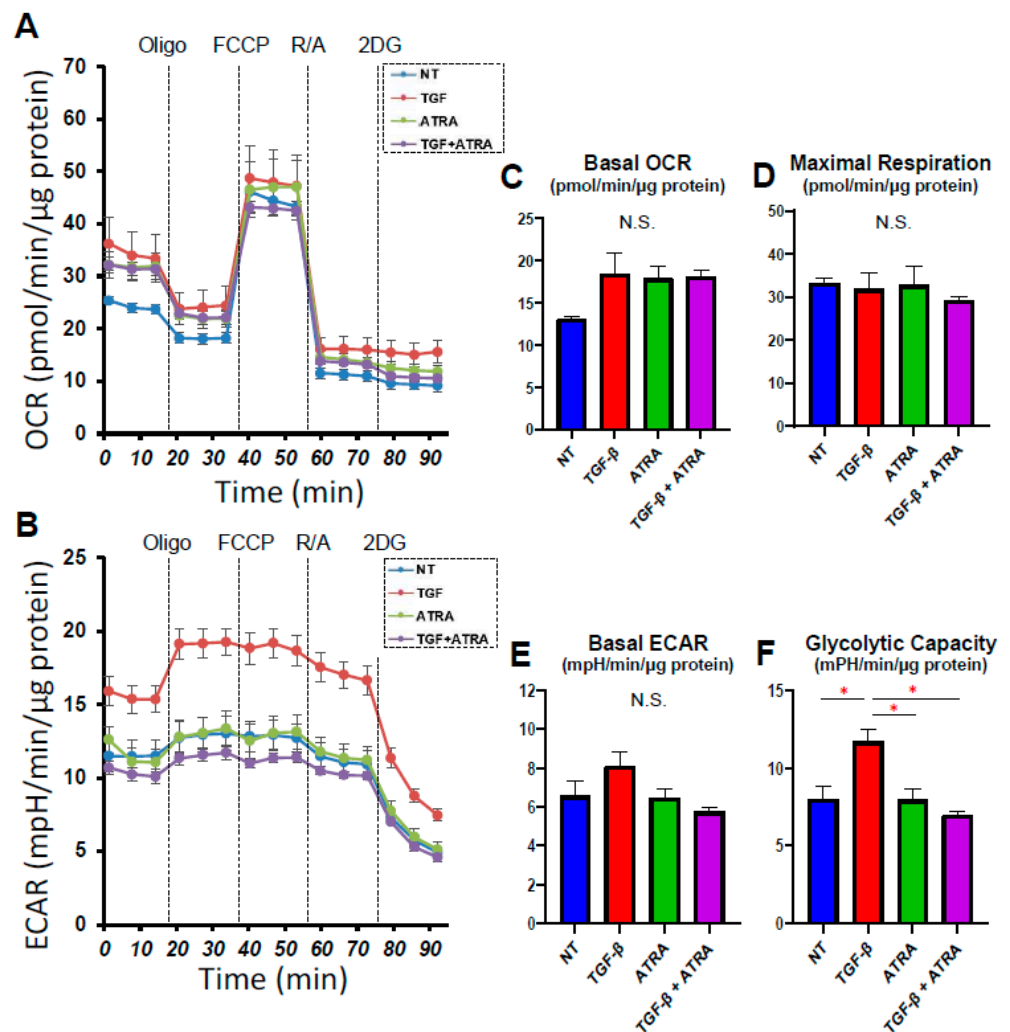 A
Oligo FCCP R/A 2DG
70
60
50
40
30
20
10
0
OCR (pmol/min/µg protein)
NT
TGF
ATRA
TGF+ATRA
0 10 20 30 40 50 60 70 80 90
Time (min)
B
Oligo FCCP R/A 2DG
25
20
15
10
5
0
ECAR (mpH/min/µg protein)
NT
TGF
ATRA
TGF+ATRA
0 10 20 30 40 50 60 70 80 90
Time (min)
C
Basal OCR
(pmol/min/µg protein)
N.S.
25
20
15
10
5
0
NT
TGF-β
ATRA
TGF-β + ATRA
D
Maximal Respiration
(pmol/min/µg protein)
N.S.
50
40
30
20
10
0
NT
TGF-β
ATRA
TGF-β + ATRA
E
Basal ECAR
(mpH/min/µg protein)
N.S.
12
10
8
6
4
2
0
NT
TGF-β
ATRA
TGF-β + ATRA
F
Glycolytic Capacity
(mPH/min/µg protein)
* *
*
15
10
5
0
NT
TGF-β
ATRA
TGF-β + ATRA